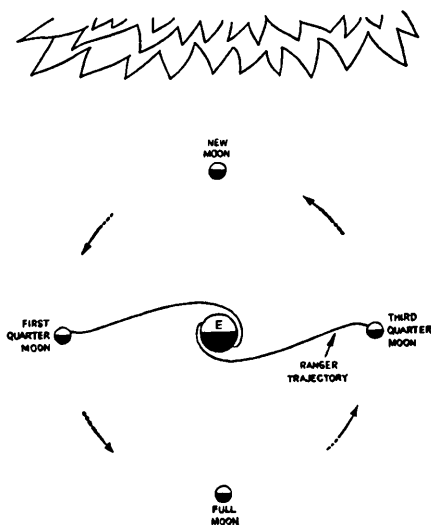 NEW
MOON
E
FIRST
QUARTER
MOON
THIRD
QUARTER
MOON
RANGER
TRAJECTORY
FULL
MOON